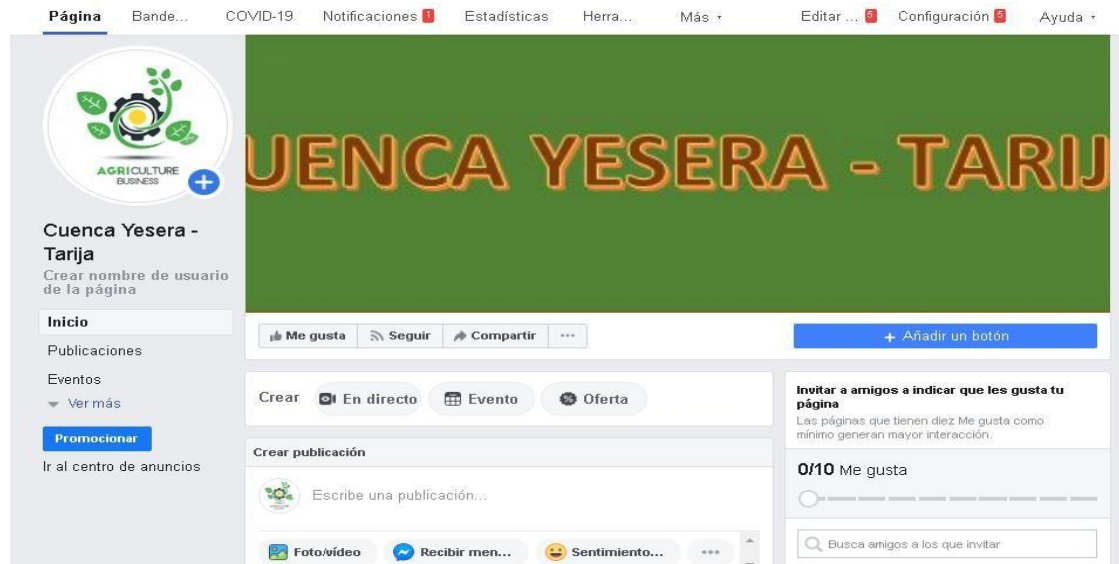 Página Bande... COVID-19 Notificaciones 1 Estadísticas Herra... Más Editar ... 5 Configuración 5 Ayuda
AGRICULTURE
BUSINESS
UENCA YESERA - TARIJ
Cuenca Yesera -
Tarija
Crear nombre de usuario
de la página
Inicio
Publicaciones
Eventos
Ver más
Promocionar
Ir al centro de anuncios
Me gusta Seguir Compartir ...
+ Añadir un botón
Crear En directo Evento Oferta
Crear publicación
Escribe una publicación...
Foto/vídeo Recibir men... Sentimiento... ...
Invitar a amigos a indicar que les gusta tu
página
Las páginas que tienen diez Me gusta como
mínimo generan mayor interacción.
0/10 Me gusta
Busca amigos a los que invitar